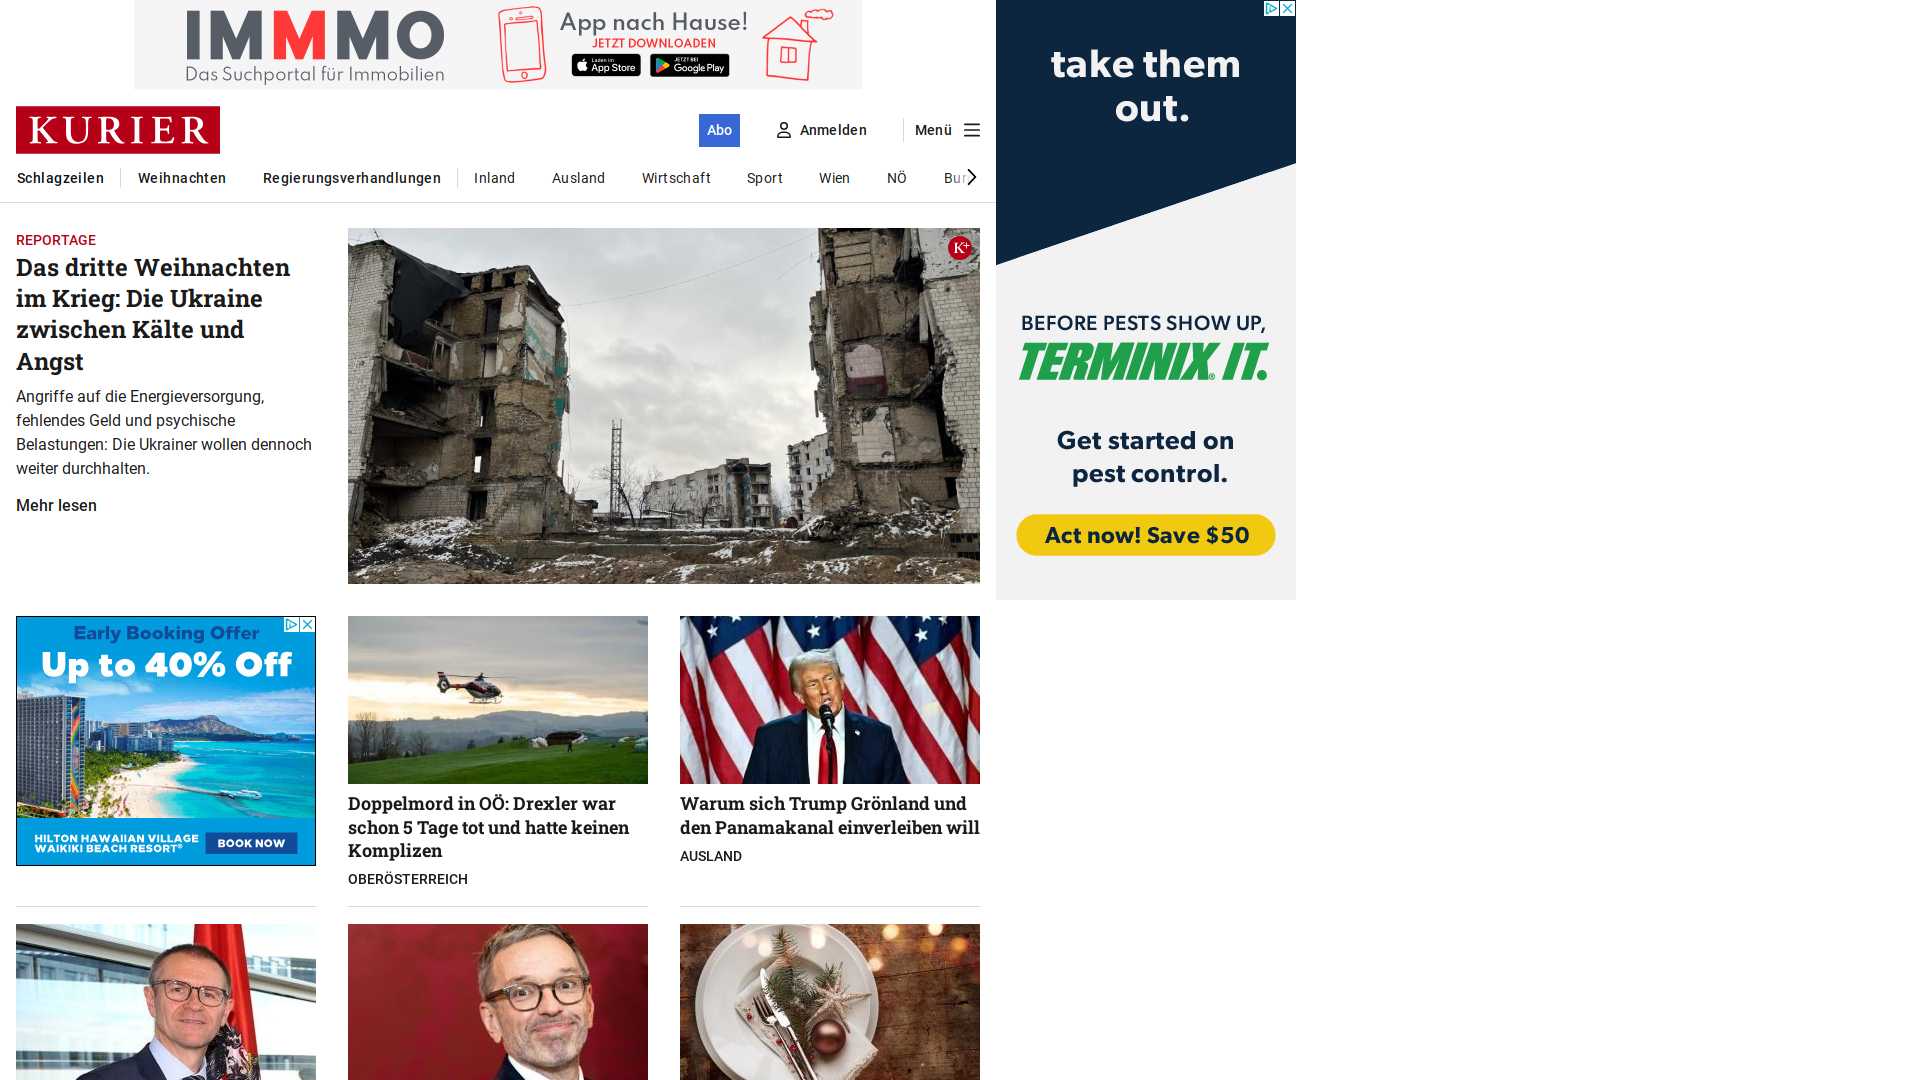 IMMMO
Das Suchportal für Immobilien
App nach Hause!
JETZT DOWNLOADEN
Laden im
App Store
JETZT BEI
Google Play
KURIER
Abo
Anmelden
Menü
Schlagzeilen
Weihnachten
Regierungsverhandlungen
Inland
Ausland
Wirtschaft
Sport
Wien
NÖ
Bur
REPORTAGE
Das dritte Weihnachten
im Krieg: Die Ukraine
zwischen Kälte und
Angst
Angriffe auf die Energieversorgung,
fehlendes Geld und psychische
Belastungen: Die Ukrainer wollen dennoch
weiter durchhalten.
Mehr lesen
K+
take them
out.
BEFORE PESTS SHOW UP,
TERMINIX® IT.
Get started on
pest control.
Act now! Save $50
Early Booking Offer
Up to 40% Off
HILTON HAWAIIAN VILLAGE
WAIKIKI BEACH RESORT®
BOOK NOW
Doppelmord in OÖ: Drexler war
schon 5 Tage tot und hatte keinen
Komplizen
OBERÖSTERREICH
Warum sich Trump Grönland und
den Panamakanal einverleiben will
AUSLAND